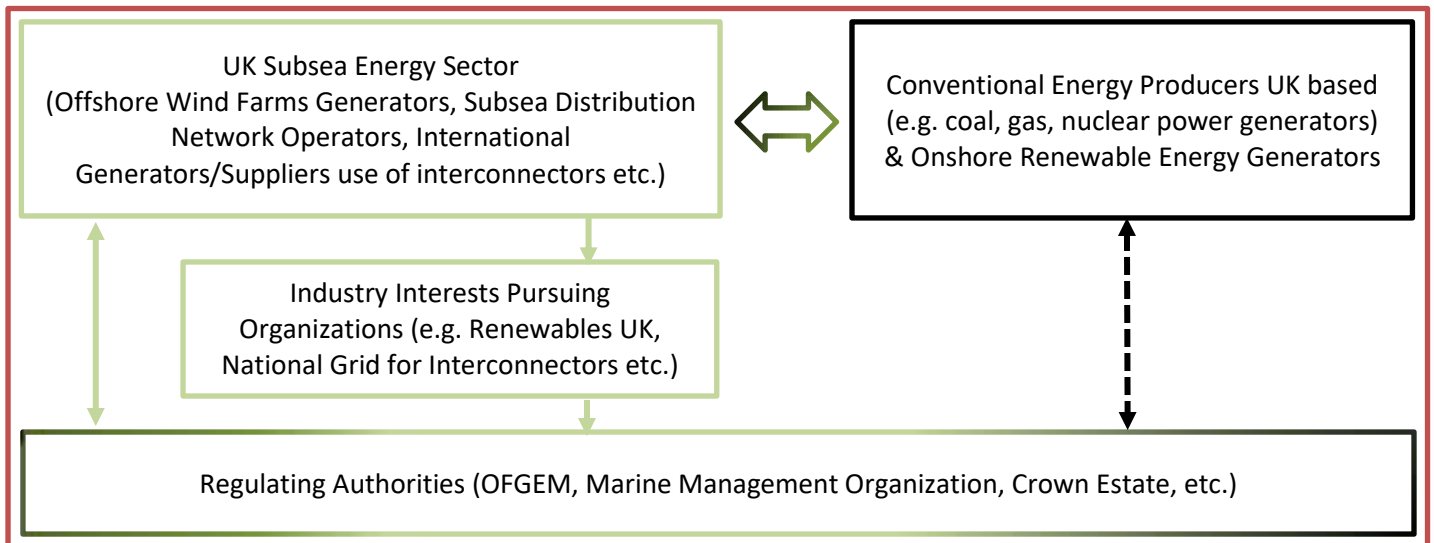 UK Subsea Energy Sector
(Offshore Wind Farms Generators, Subsea Distribution
Network Operators, International
Generators/Suppliers use of interconnectors etc.)
Conventional Energy Producers UK based
(e.g. coal, gas, nuclear power generators)
& Onshore Renewable Energy Generators
Industry Interests Pursuing
Organizations (e.g. Renewables UK,
National Grid for Interconnectors etc.)
Regulating Authorities (OFGEM, Marine Management Organization, Crown Estate, etc.)